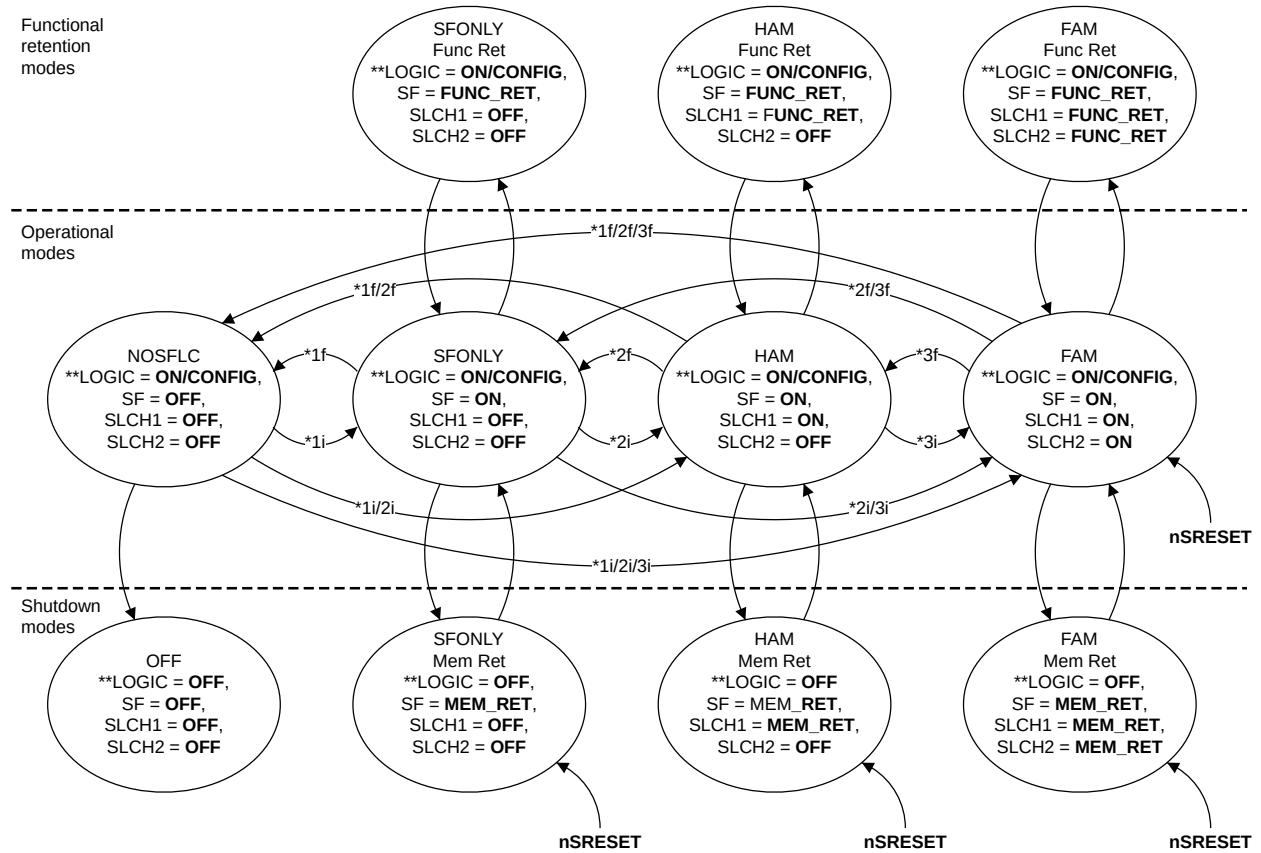 Functional
retention
modes
SFONLY
Func Ret
**LOGIC = ON/CONFIG,
SF = FUNC_RET,
SLCH1 = OFF,
SLCH2 = OFF
HAM
Func Ret
**LOGIC = ON/CONFIG,
SF = FUNC_RET,
SLCH1 = FUNC_RET,
SLCH2 = OFF
FAM
Func Ret
**LOGIC = ON/CONFIG,
SF = FUNC_RET,
SLCH1 = FUNC_RET,
SLCH2 = FUNC_RET
Operational
modes
*1f/2f/3f
*1f/2f
*2f/3f
NOSFLC
**LOGIC = ON/CONFIG,
SF = OFF,
SLCH1 = OFF,
SLCH2 = OFF
*1f
*1i
SFONLY
**LOGIC = ON/CONFIG,
SF = ON,
SLCH1 = OFF,
SLCH2 = OFF
*2f
*2i
HAM
**LOGIC = ON/CONFIG,
SF = ON,
SLCH1 = ON,
SLCH2 = OFF
*3f
*3i
FAM
**LOGIC = ON/CONFIG,
SF = ON,
SLCH1 = ON,
SLCH2 = ON
*1i/2i
*2i/3i
nSRESET
*1i/2i/3i
Shutdown
modes
OFF
**LOGIC = OFF,
SF = OFF,
SLCH1 = OFF,
SLCH2 = OFF
SFONLY
Mem Ret
**LOGIC = OFF,
SF = MEM_RET,
SLCH1 = OFF,
SLCH2 = OFF
HAM
Mem Ret
**LOGIC = OFF
SF = MEM_RET,
SLCH1 = MEM_RET,
SLCH2 = OFF
FAM
Mem Ret
**LOGIC = OFF,
SF = MEM_RET,
SLCH1 = MEM_RET,
SLCH2 = MEM_RET
nSRESET
nSRESET
nSRESET